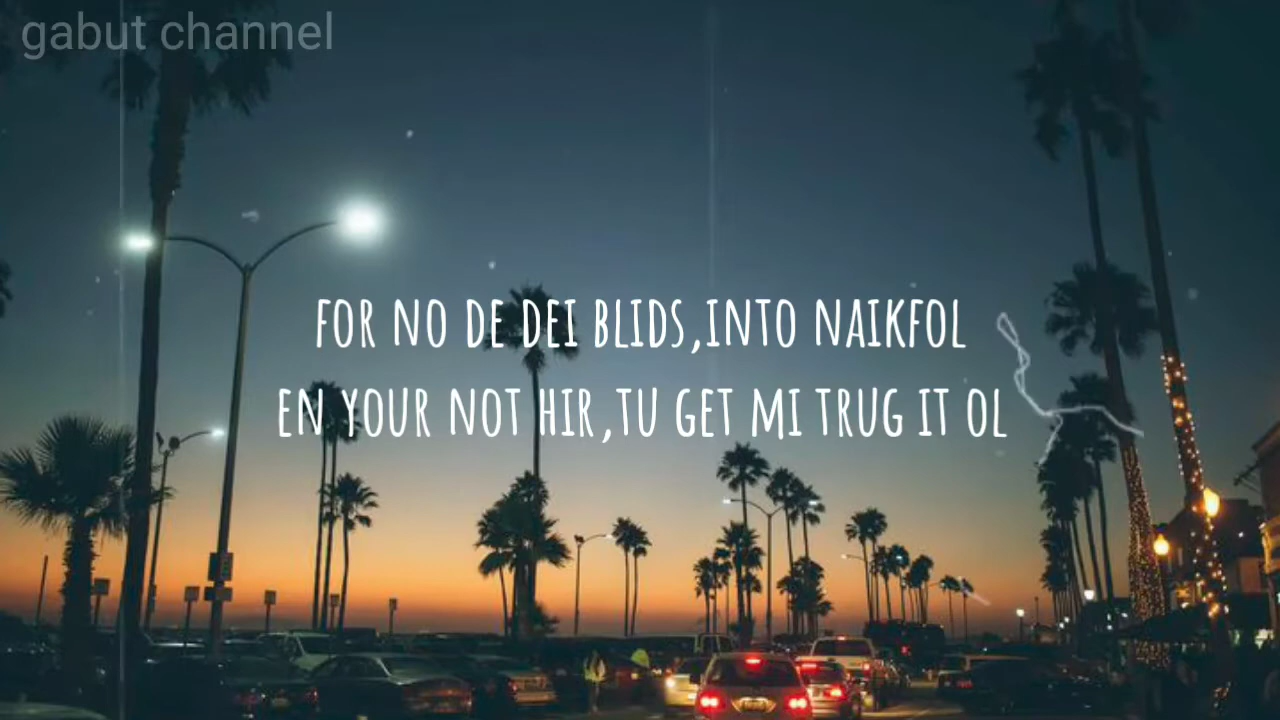 gabut channel
FOR NO DE DEI BLIDS,INTO NAIKFOL
EN YOUR NOT HIR,TU GET MI TRUG IT OL